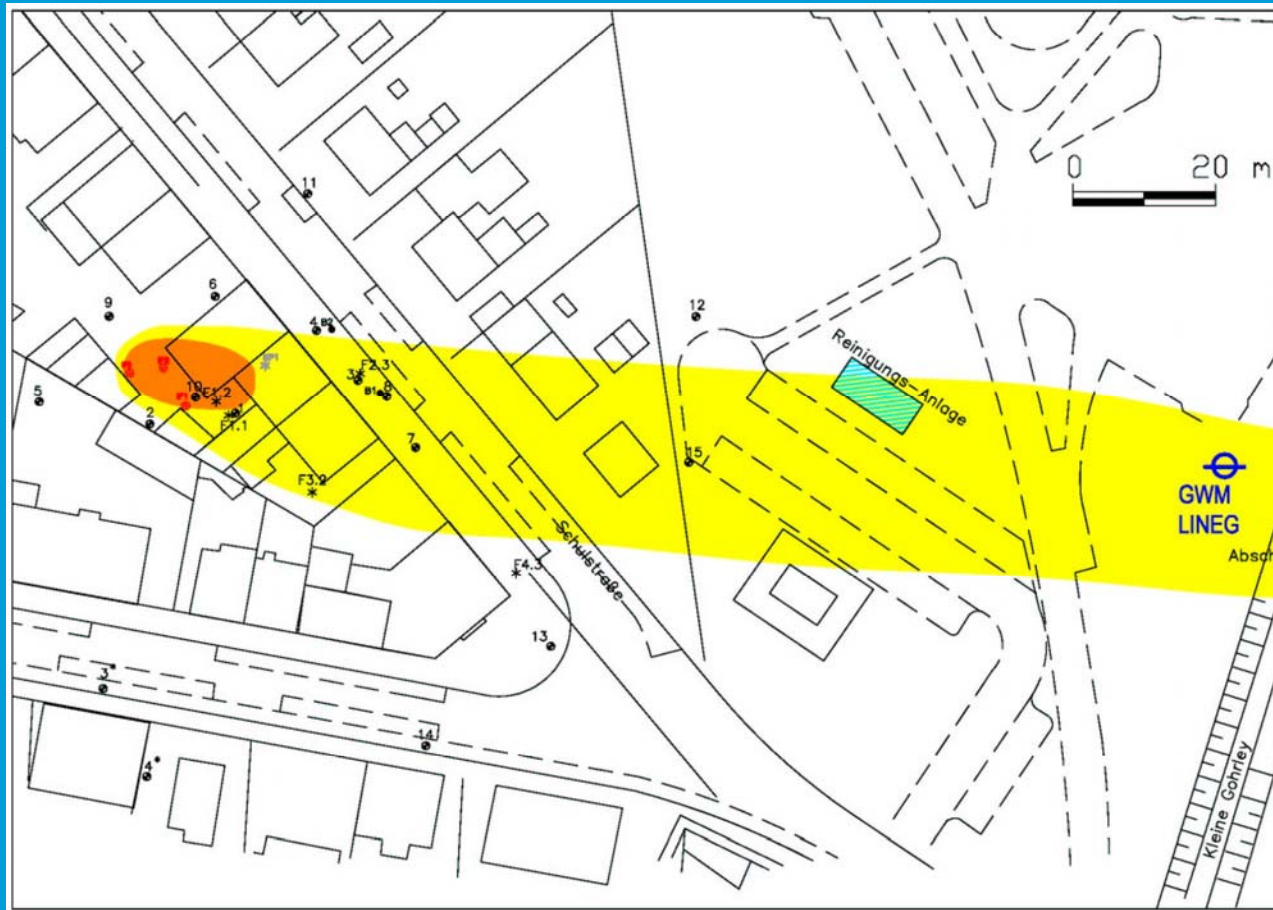 0 20 m
11
6
9
12
4 B2
Reinigungs-Anlage
F2.3
3
B1 8
10 F1.2
5
1
2
F1.1
7
15
F3.2
GWM
LINEG
Absch
Schulstraße
F4.3
13
3*
14
4*
Kleine Gohrley